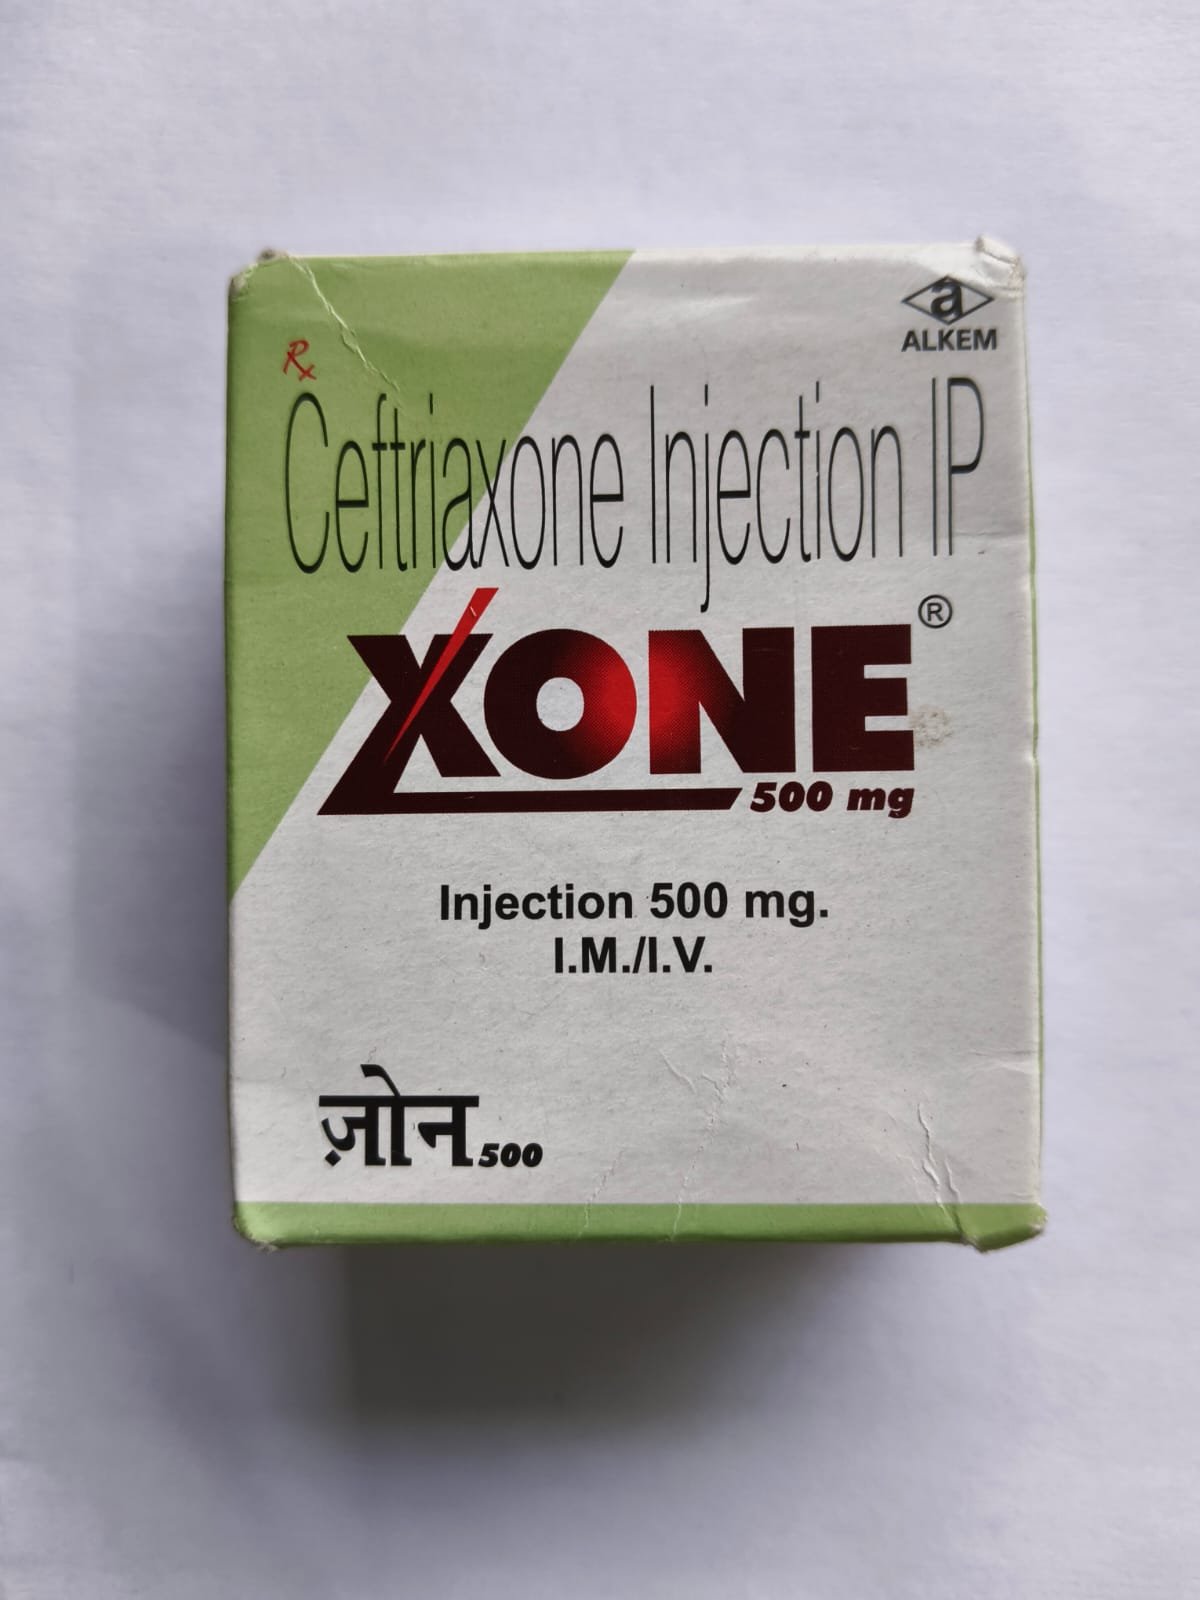 a
ALKEM
Rx
Ceftriaxone Injection IP
XONE®
500 mg
Injection 500 mg.
I.M./I.V.
ज़ोन 500